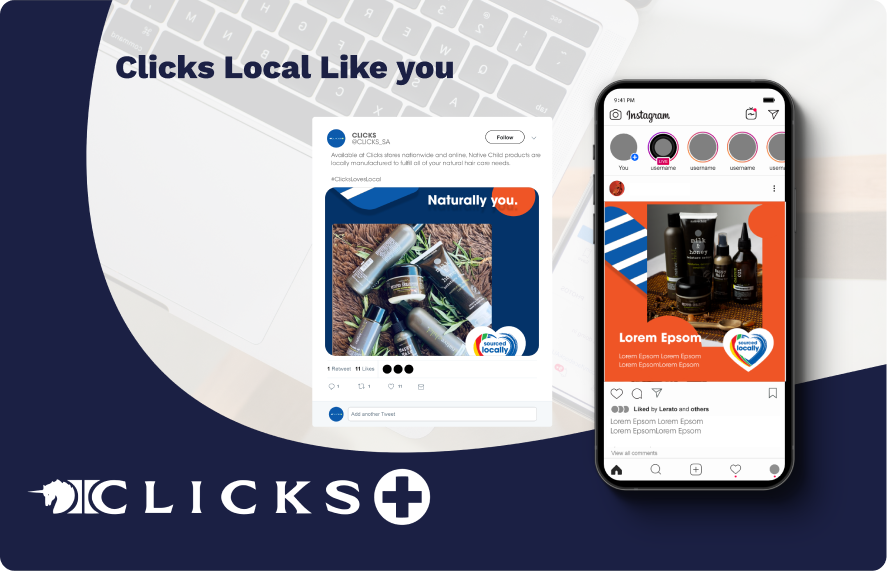 Clicks Local Like you
CLICKS
@CLICKS_SA
Follow
Available at Clicks stores nationwide and online, Native Child products are
locally manufactured to fulfil all of your natural hair care needs.
#ClicksLovesLocal
Naturally you.
sourced
locally
1 Retweet 11 Likes
1
1
11
Add another Tweet
9:41 PM
Instagram
LIVE
You
username
username
username
usern
milk
&
honey
Lorem Epsom
Lorem Epsom Lorem Epsom
Lorem EpsomLorem Epsom
sourced
locally
Liked by Lerato and others
Lorem Epsom Lorem Epsom
Lorem EpsomLorem Epsom
View all comments
CLICKS